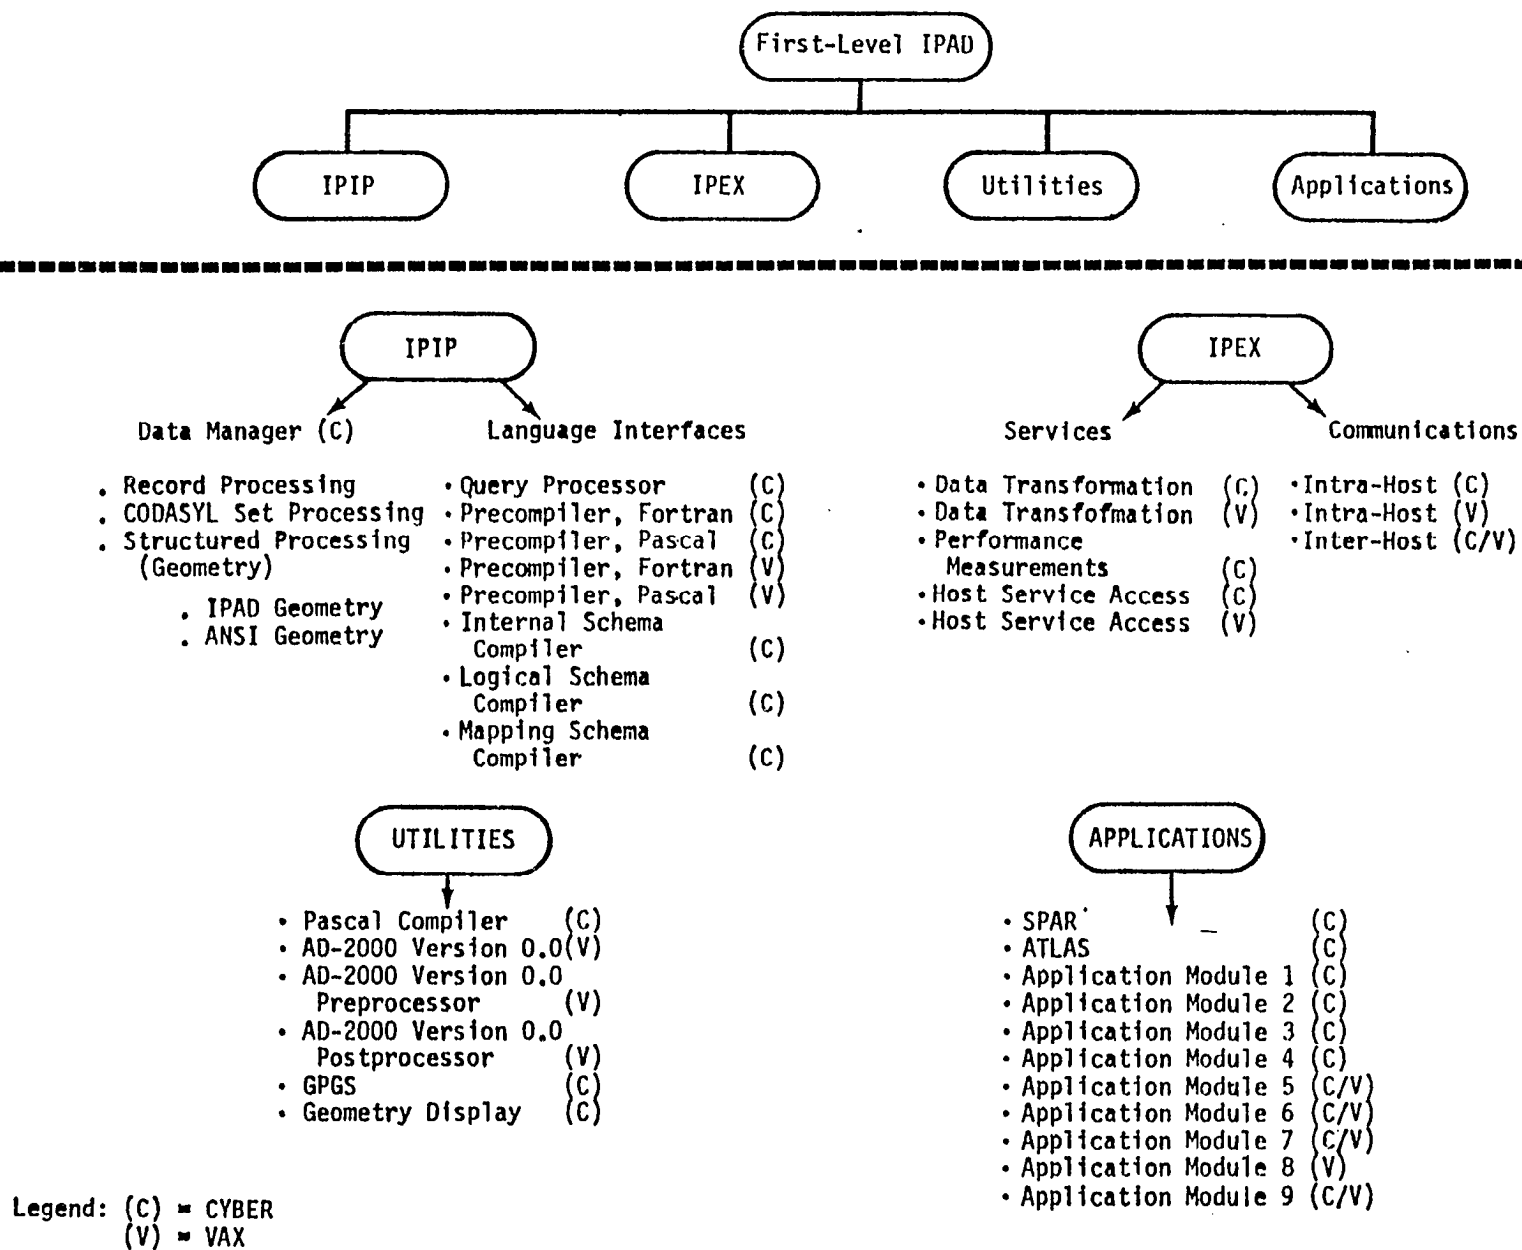 First-Level IPAD
IPIP
IPEX
Utilities
Applications
IPIP
Data Manager (C)
. Record Processing
. CODASYL Set Processing
. Structured Processing
(Geometry)
. IPAD Geometry
. ANSI Geometry
Language Interfaces
· Query Processor (C)
· Precompiler, Fortran (C)
· Precompiler, Pascal (C)
· Precompiler, Fortran (V)
· Precompiler, Pascal (V)
· Internal Schema
Compiler (C)
· Logical Schema
Compiler (C)
· Mapping Schema
Compiler (C)
IPEX
Services
· Data Transformation (C)
· Data Transfofmation (V)
· Performance
Measurements (C)
· Host Service Access (C)
· Host Service Access (V)
Communications
· Intra-Host (C)
· Intra-Host (V)
· Inter-Host (C/V)
UTILITIES
· Pascal Compiler (C)
· AD-2000 Version 0.0 (V)
· AD-2000 Version 0.0
Preprocessor (V)
· AD-2000 Version 0.0
Postprocessor (V)
· GPGS (C)
· Geometry Display (C)
APPLICATIONS
· SPAR (C)
· ATLAS (C)
· Application Module 1 (C)
· Application Module 2 (C)
· Application Module 3 (C)
· Application Module 4 (C)
· Application Module 5 (C/V)
· Application Module 6 (C/V)
· Application Module 7 (C/V)
· Application Module 8 (V)
· Application Module 9 (C/V)
Legend: (C) = CYBER
(V) = VAX